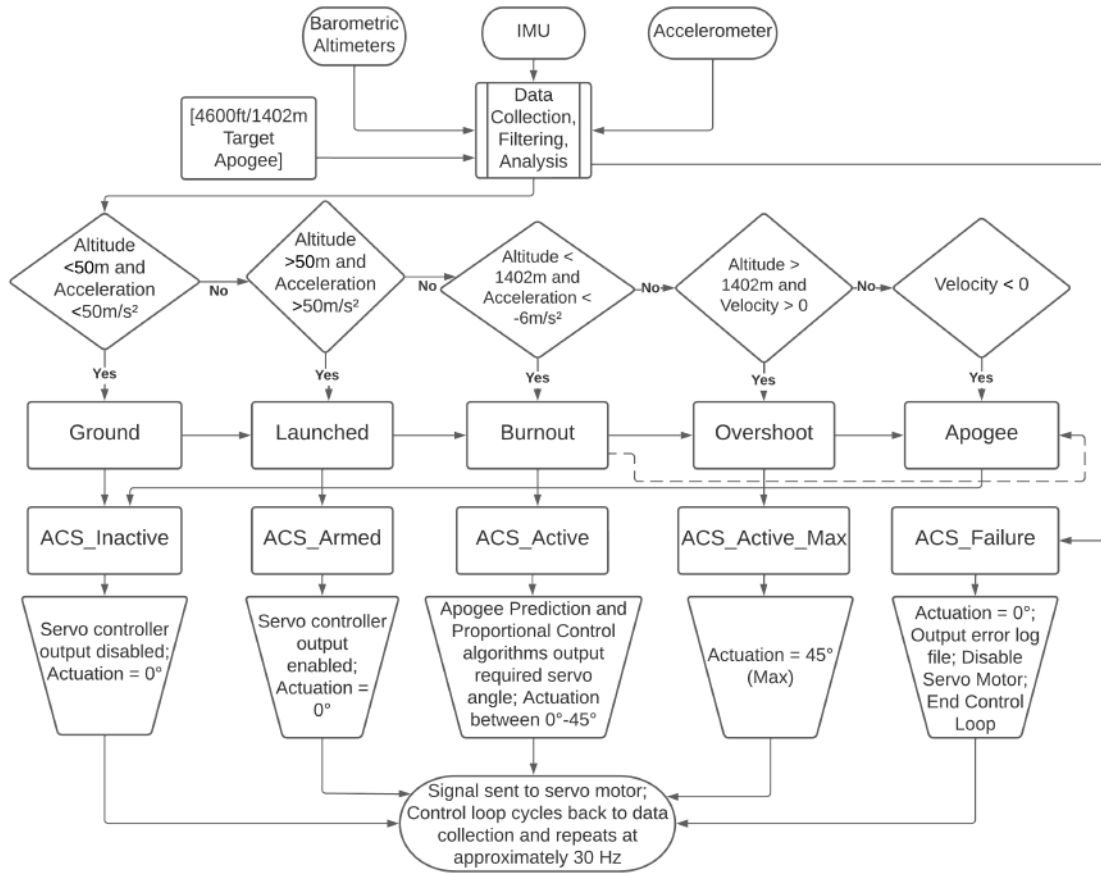 Barometric
Altimeters
IMU
Accelerometer
[4600ft/1402m
Target
Apogee]
Data
Collection,
Filtering,
Analysis
Altitude
<50m and
Acceleration
<50m/s²
No
Altitude
>50m and
Acceleration
>50m/s²
No
Altitude <
1402m and
Acceleration <
-6m/s²
No
Altitude >
1402m and
Velocity > 0
No
Velocity < 0
Yes
Yes
Yes
Yes
Yes
Ground
Launched
Burnout
Overshoot
Apogee
ACS_Inactive
ACS_Armed
ACS_Active
ACS_Active_Max
ACS_Failure
Servo controller
output disabled;
Actuation = 0°
Servo controller
output
enabled;
Actuation =
0°
Apogee Prediction and
Proportional Control
algorithms output
required servo
angle; Actuation
between 0°-45°
Actuation = 45°
(Max)
Actuation = 0°;
Output error log
file; Disable
Servo Motor;
End Control
Loop
Signal sent to servo motor;
Control loop cycles back to data
collection and repeats at
approximately 30 Hz